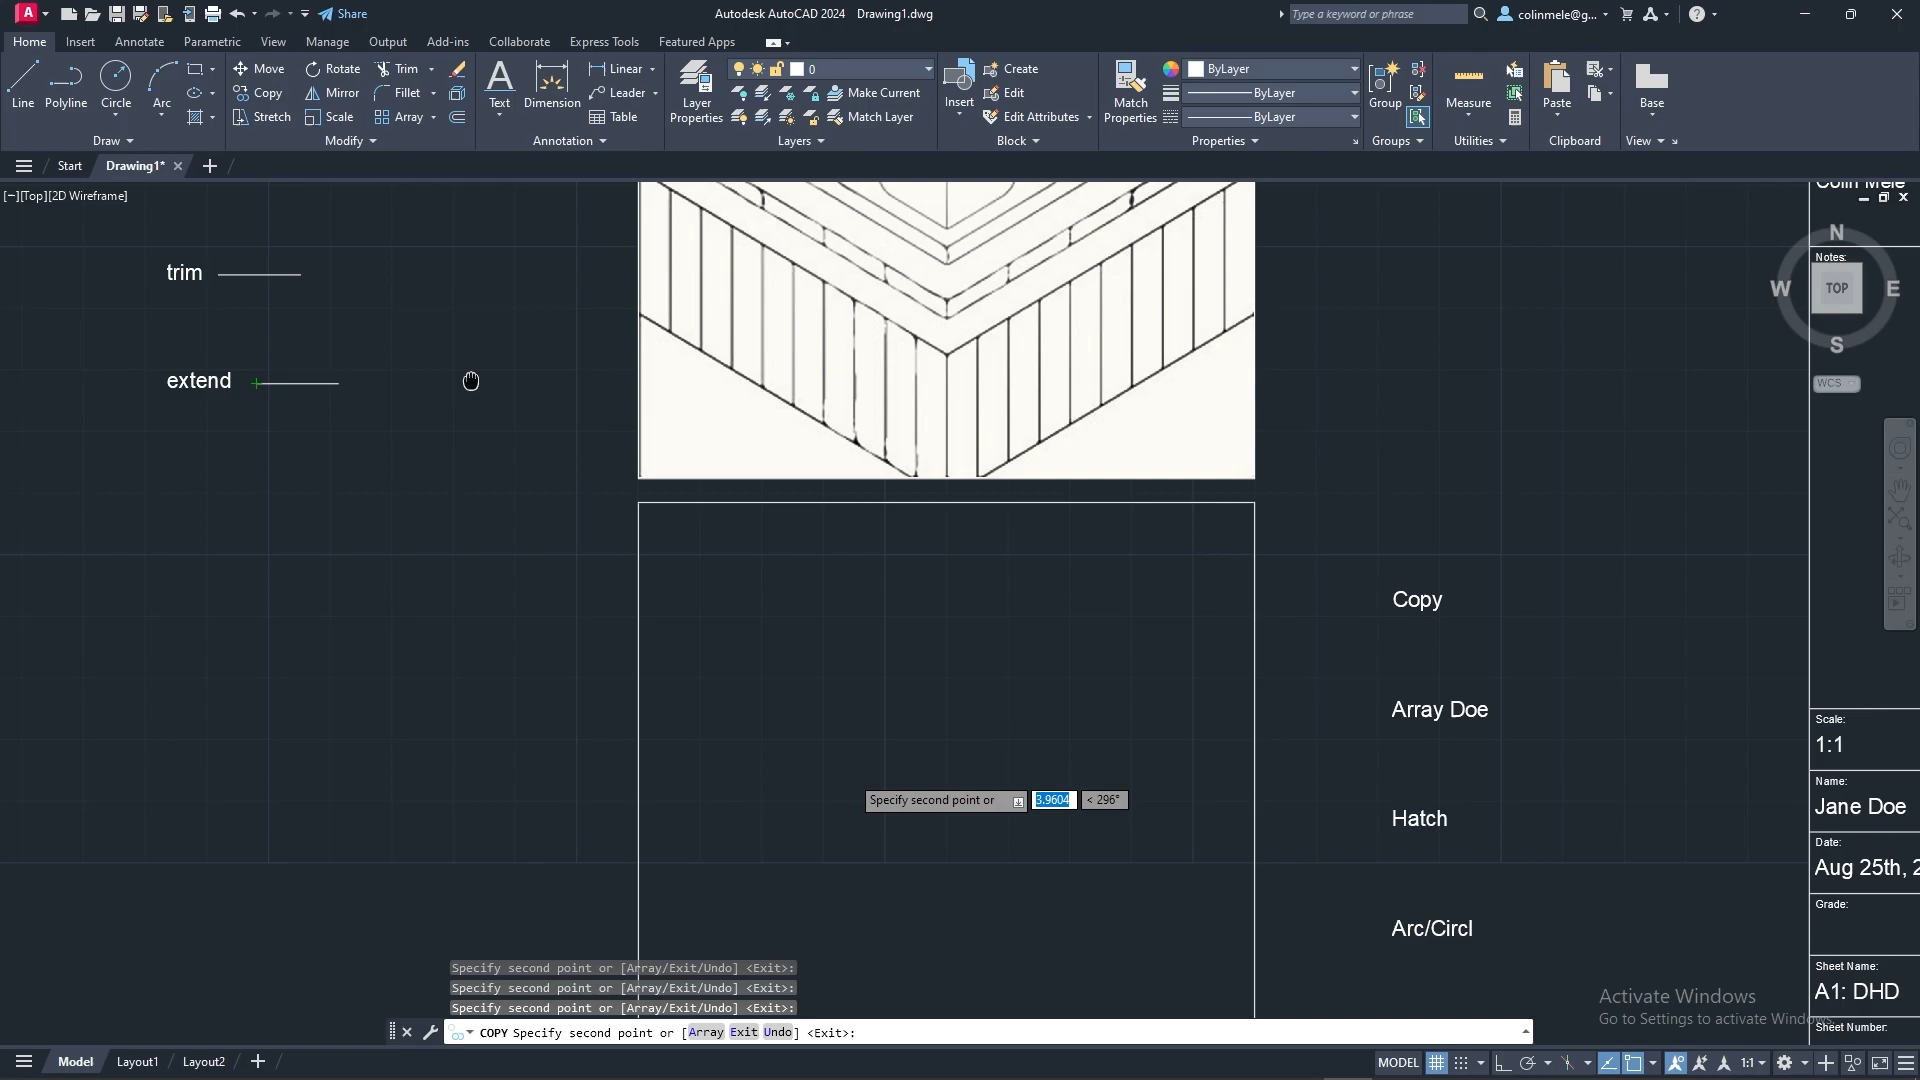 Share
Autodesk AutoCAD 2024 Drawing1.dwg
Type a keyword or phrase
colinmele@g...
Home Insert Annotate Parametric View Manage Output Add-ins Collaborate Express Tools Featured Apps
Line Polyline Circle Arc
Move Rotate Trim
Copy Mirror Fillet
Stretch Scale Array
Text Dimension
Linear
Leader
Table
Layer Properties
0
Make Current
Match Layer
Insert
Create
Edit
Edit Attributes
Match Properties
ByLayer
ByLayer
ByLayer
Group
Measure
Paste
Base
Draw Modify Annotation Layers Block Properties Groups Utilities Clipboard View
Start Drawing1*
[−][Top][2D Wireframe]
Colin Mele
N
W TOP E
S
WCS
Notes:
trim
extend
Copy
Array Doe
Hatch
Arc/Circl
Specify second point or 3.9604 < 296°
Scale:
1:1
Name:
Jane Doe
Date:
Aug 25th, 2
Grade:
Sheet Name:
A1: DHD
Sheet Number:
Activate Windows
Go to Settings to activate Windows.
Specify second point or [Array/Exit/Undo] <Exit>:
Specify second point or [Array/Exit/Undo] <Exit>:
Specify second point or [Array/Exit/Undo] <Exit>:
COPY Specify second point or [Array Exit Undo] <Exit>:
Model Layout1 Layout2
MODEL 1:1